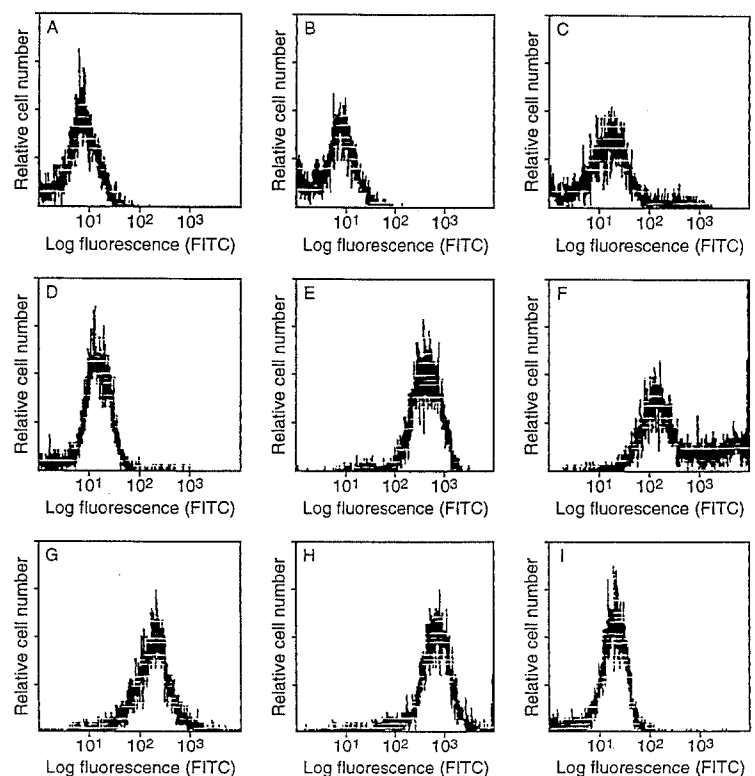 A
B
C
Relative cell number
Relative cell number
Relative cell number
10¹ 10² 10³
10¹ 10² 10³
10¹ 10² 10³
Log fluorescence (FITC)
Log fluorescence (FITC)
Log fluorescence (FITC)
D
E
F
Relative cell number
Relative cell number
Relative cell number
10¹ 10² 10³
10¹ 10² 10³
10¹ 10² 10³
Log fluorescence (FITC)
Log fluorescence (FITC)
Log fluorescence (FITC)
G
H
I
Relative cell number
Relative cell number
Relative cell number
10¹ 10² 10³
10¹ 10² 10³
10¹ 10² 10³
Log fluorescence (FITC)
Log fluorescence (FITC)
Log fluorescence (FITC)